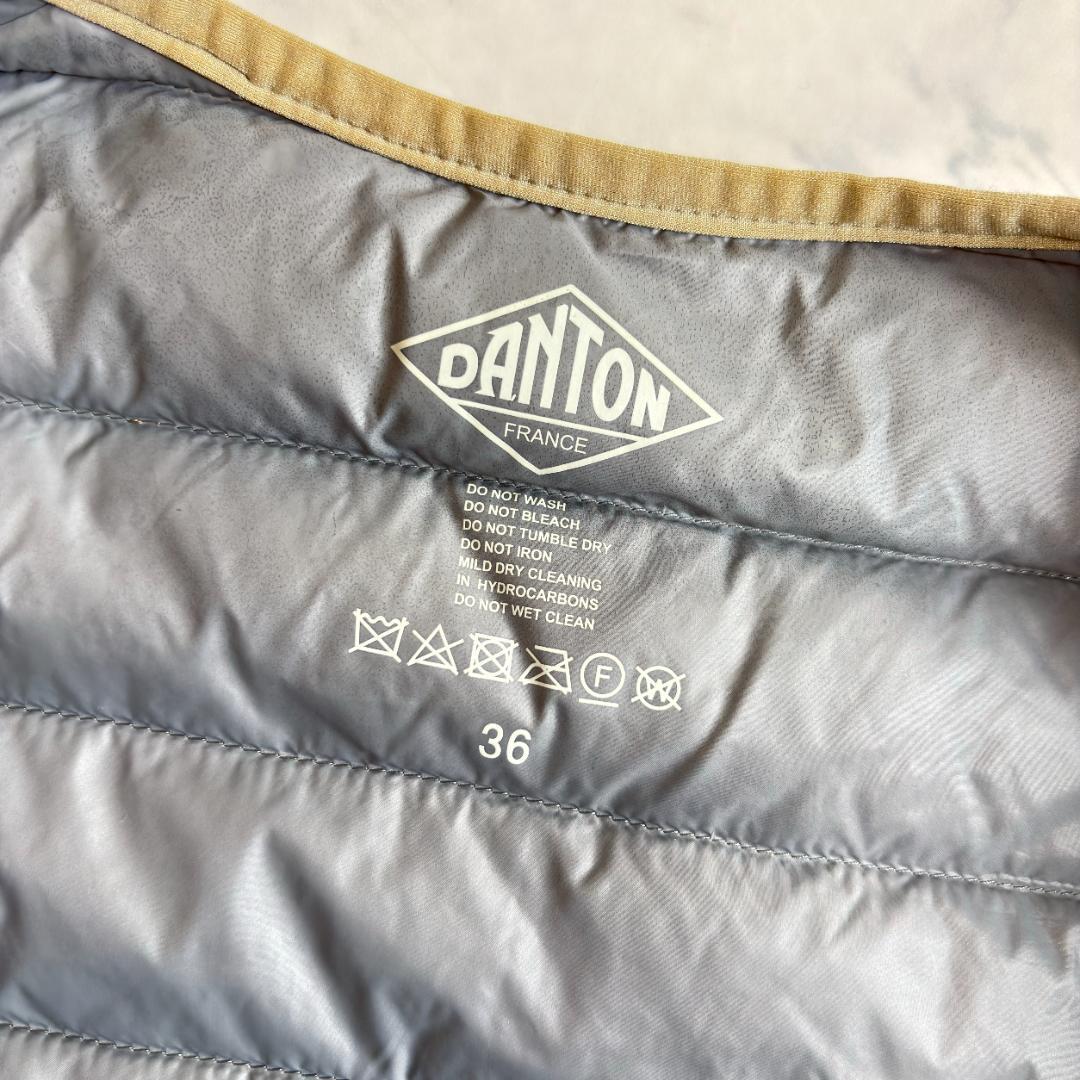 DANTON
FRANCE
DO NOT WASH
DO NOT BLEACH
DO NOT TUMBLE DRY
DO NOT IRON
MILD DRY CLEANING
IN HYDROCARBONS
DO NOT WET CLEAN
F W
36